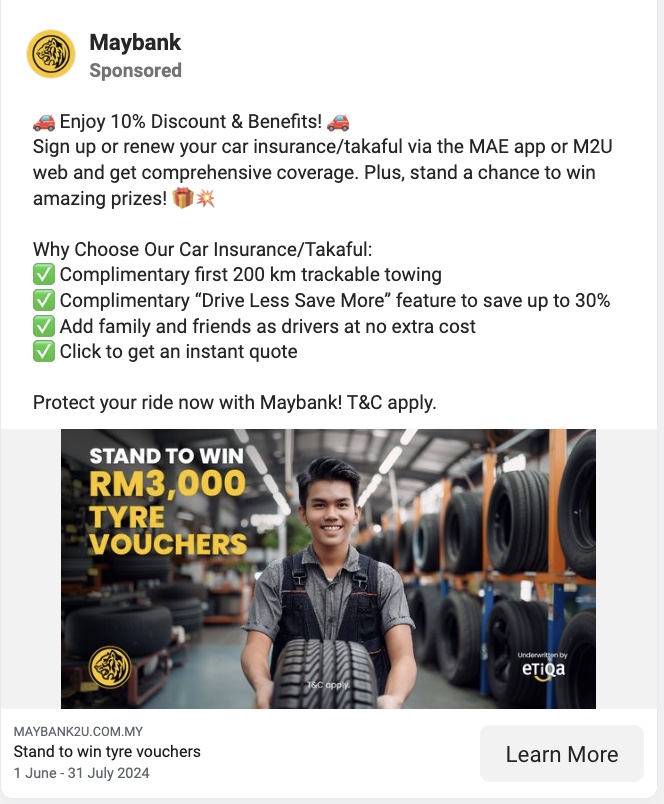 Maybank
Sponsored
🚗 Enjoy 10% Discount & Benefits! 🚗
Sign up or renew your car insurance/takaful via the MAE app or M2U
web and get comprehensive coverage. Plus, stand a chance to win
amazing prizes! 🎁💥
Why Choose Our Car Insurance/Takaful:
✅ Complimentary first 200 km trackable towing
✅ Complimentary “Drive Less Save More” feature to save up to 30%
✅ Add family and friends as drivers at no extra cost
✅ Click to get an instant quote
Protect your ride now with Maybank! T&C apply.
STAND TO WIN
RM3,000
TYRE
VOUCHERS
Underwritten by
eTiQa
T&C apply.
MAYBANK2U.COM.MY
Stand to win tyre vouchers
1 June - 31 July 2024
Learn More